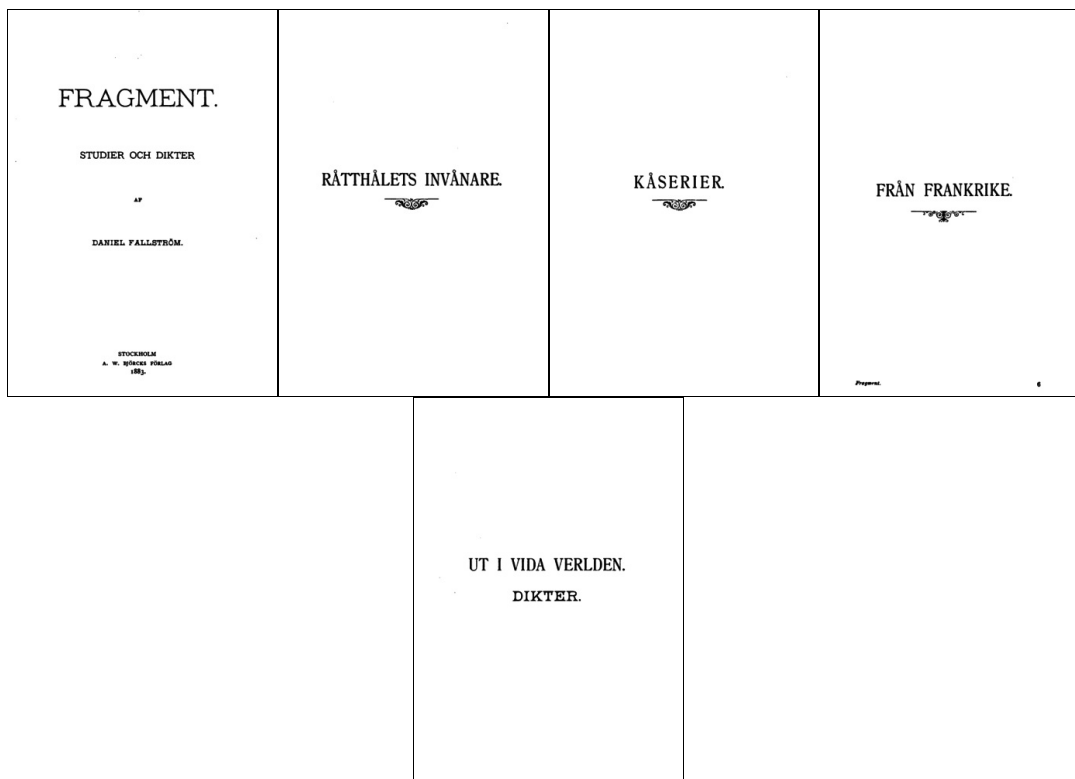 FRAGMENT.
STUDIER OCH DIKTER
AF
DANIEL FALLSTRÖM.
STOCKHOLM
A. W. BJÖRCKS FÖRLAG
1883.
RÅTTHÅLETS INVÅNARE.
KÅSERIER.
FRÅN FRANKRIKE.
Fragment. 6
UT I VIDA VERLDEN.
DIKTER.